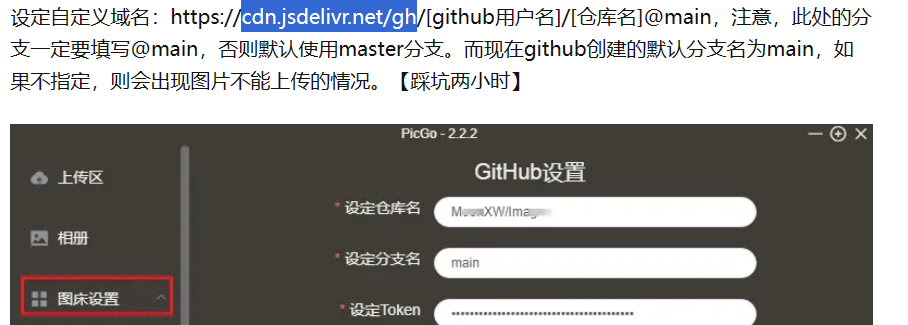 设定自定义域名：https://cdn.jsdelivr.net/gh/[github用户名]/[仓库名]@main，注意，此处的分
支一定要填写@main，否则默认使用master分支。而现在github创建的默认分支名为main，如
果不指定，则会出现图片不能上传的情况。【踩坑两小时】
PicGo - 2.2.2
GitHub设置
上传区
* 设定仓库名
相册
* 设定分支名 main
图床设置
* 设定Token ••••••••••••••••••••••••••••••••••••••••